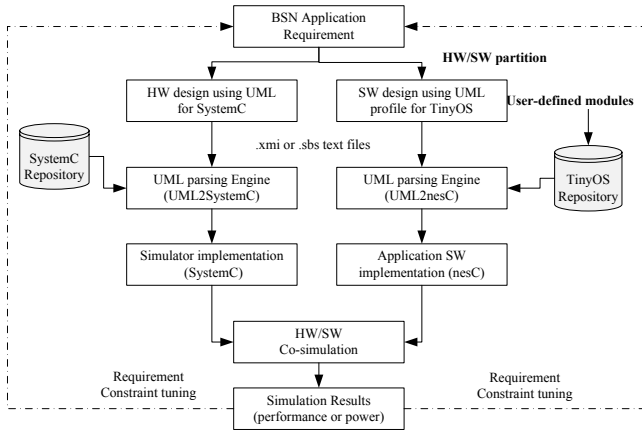 BSN Application
Requirement
HW/SW partition
HW design using UML
for SystemC
SW design using UML
profile for TinyOS
User-defined modules
.xmi or .sbs text files
SystemC
Repository
UML parsing Engine
(UML2SystemC)
UML parsing Engine
(UML2nesC)
TinyOS
Repository
Simulator implementation
(SystemC)
Application SW
implementation (nesC)
HW/SW
Co-simulation
Requirement
Constraint tuning
Requirement
Constraint tuning
Simulation Results
(performance or power)